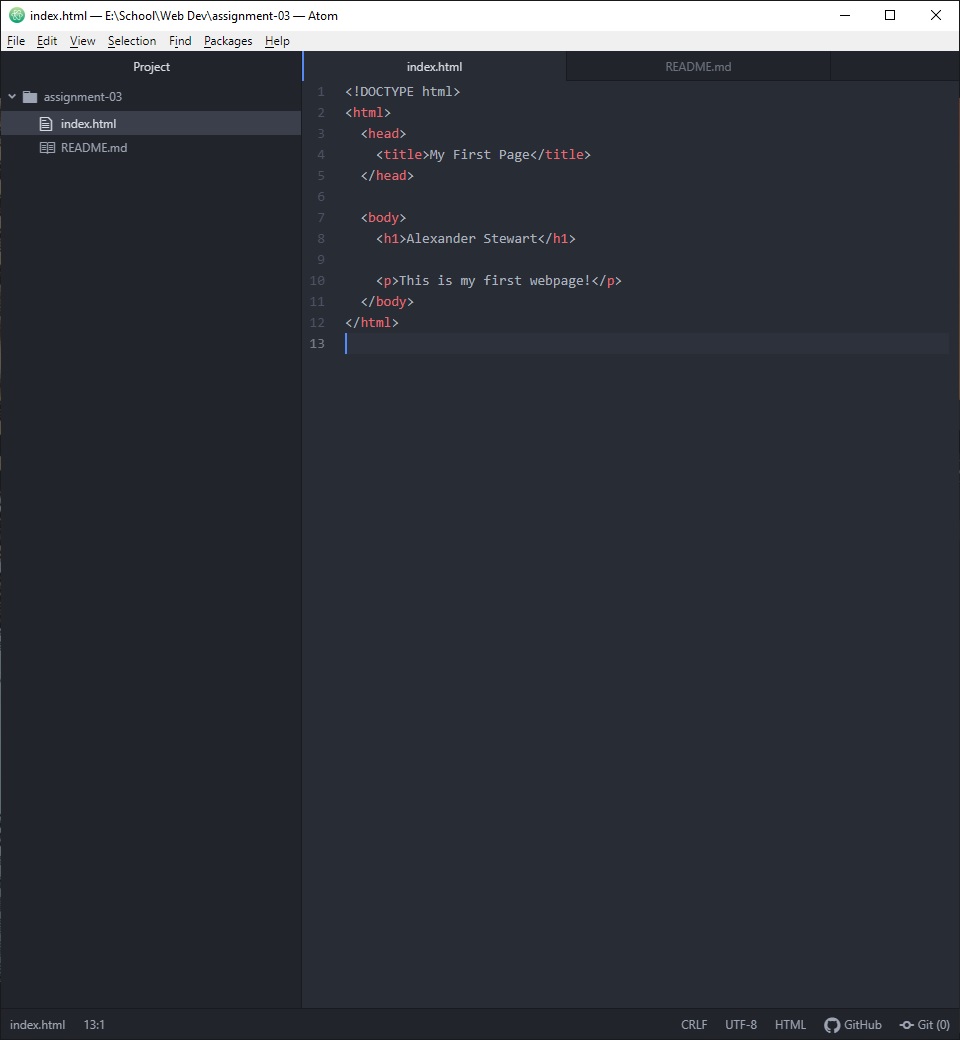 index.html — E:\School\Web Dev\assignment-03 — Atom
File Edit View Selection Find Packages Help
Project
index.html
README.md
assignment-03
index.html
README.md
1 <!DOCTYPE html>
2 <html>
3   <head>
4     <title>My First Page</title>
5   </head>
6
7   <body>
8     <h1>Alexander Stewart</h1>
9
10     <p>This is my first webpage!</p>
11   </body>
12 </html>
13
index.html 13:1 CRLF UTF-8 HTML GitHub Git (0)